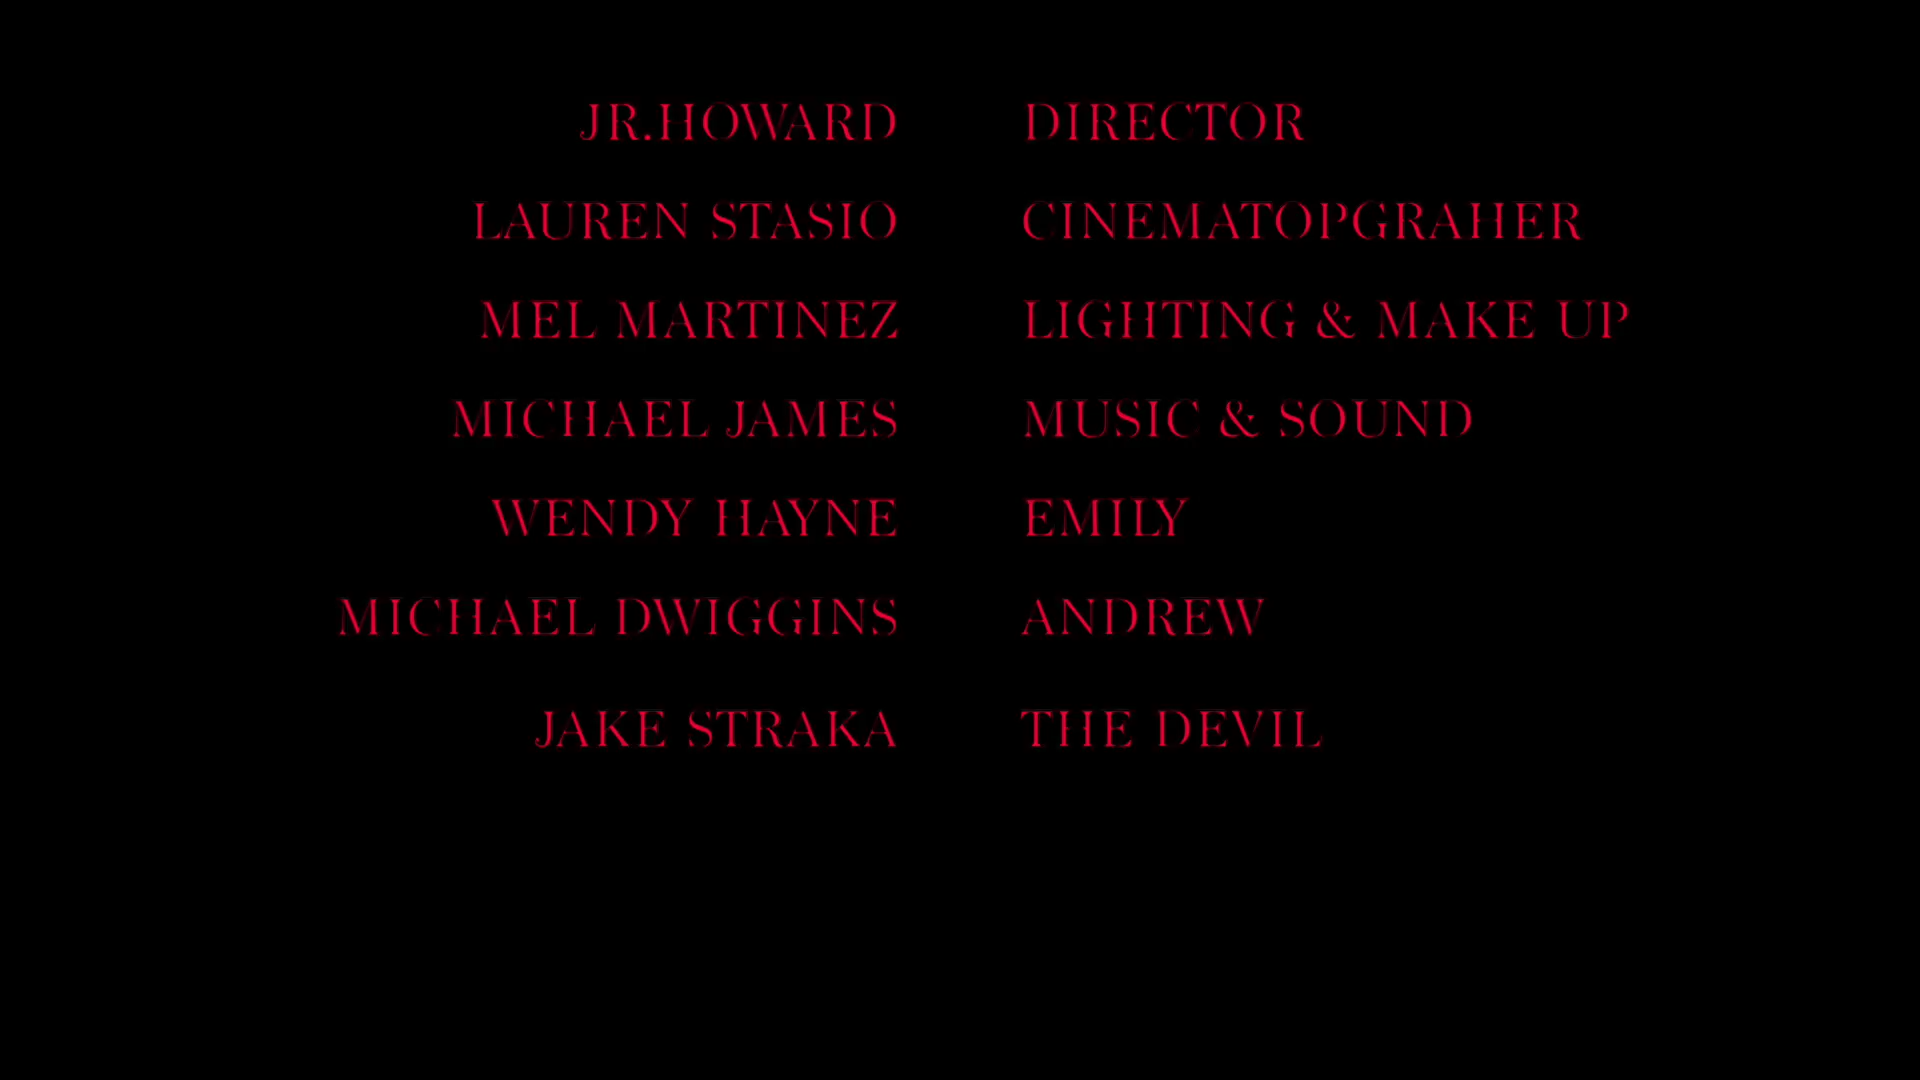 JR.HOWARD DIRECTOR
LAUREN STASIO CINEMATOPGRAHER
MEL MARTINEZ LIGHTING & MAKE UP
MICHAEL JAMES MUSIC & SOUND
WENDY HAYNE EMILY
MICHAEL DWIGGINS ANDREW
JAKE STRAKA THE DEVIL